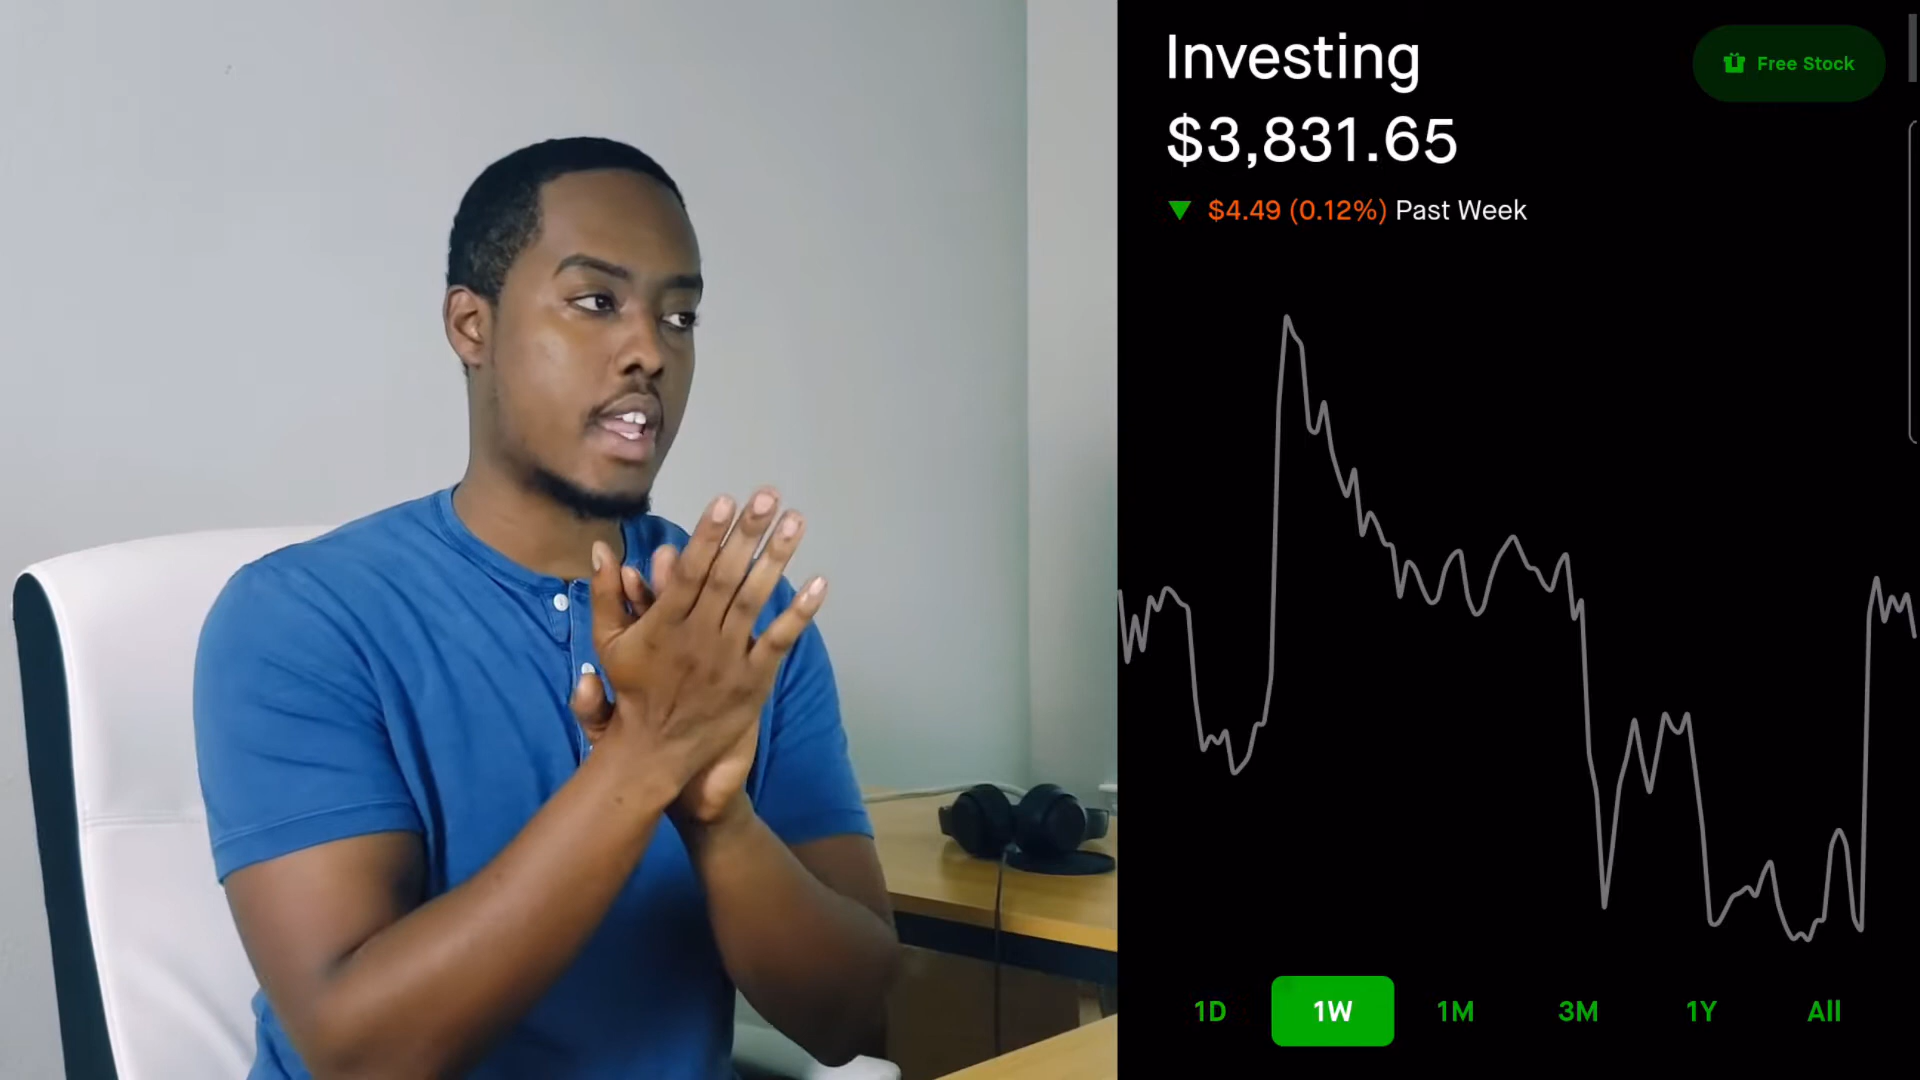 Investing
Free Stock
$3,831.65
$4.49 (0.12%) Past Week
1D 1W 1M 3M 1Y All